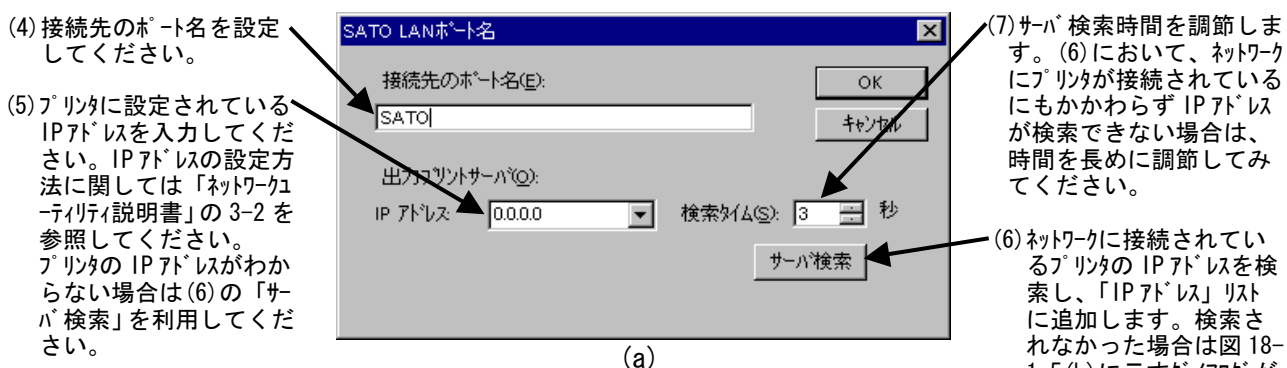 (4)接続先のﾎﾟｰﾄ名を設定
してください。
(5)ﾌﾟﾘﾝﾀに設定されている
IPｱﾄﾞﾚｽを入力してくだ
さい。IPｱﾄﾞﾚｽの設定方
法に関しては「ﾈｯﾄﾜｰｸﾕ
ｰﾃｨﾘﾃｨ説明書」の 3-2 を
参照してください。
ﾌﾟﾘﾝﾀの IPｱﾄﾞﾚｽがわか
らない場合は(6)の「ｻｰ
ﾊﾞ検索」を利用してくだ
さい。
SATO LANﾎﾟｰﾄ名
接続先のﾎﾟｰﾄ名(E):
SATO
OK
ｷｬﾝｾﾙ
出力ﾌﾟﾘﾝﾄｻｰﾊﾞ(O):
IP ｱﾄﾞﾚｽ:
0.0.0.0
検索ﾀｲﾑ(S):
3
秒
ｻｰﾊﾞ検索
(a)
(7)ｻｰﾊﾞ検索時間を調節しま
す。(6)において、ﾈｯﾄﾜｰｸ
にﾌﾟﾘﾝﾀが接続されている
にもかかわらず IPｱﾄﾞﾚｽ
が検索できない場合は、
時間を長めに調節してみ
てください。
(6)ﾈｯﾄﾜｰｸに接続されてい
るﾌﾟﾘﾝﾀの IPｱﾄﾞﾚｽを検
索し、「IPｱﾄﾞﾚｽ」ﾘｽﾄ
に追加します。検索さ
れなかった場合は図 18-